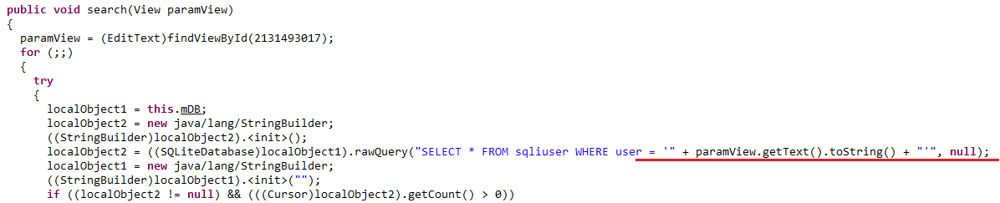 public void search(View paramView)
{
  paramView = (EditText)findViewById(2131493017);
  for (;;)
  {
    try
    {
      localObject1 = this.mDB;
      localObject2 = new java/lang/StringBuilder;
      ((StringBuilder)localObject2).<init>();
      localObject2 = ((SQLiteDatabase)localObject1).rawQuery("SELECT * FROM sqliuser WHERE user = '" + paramView.getText().toString() + "'", null);
      localObject1 = new java/lang/StringBuilder;
      ((StringBuilder)localObject1).<init>("");
      if ((localObject2 != null) && (((Cursor)localObject2).getCount() > 0))